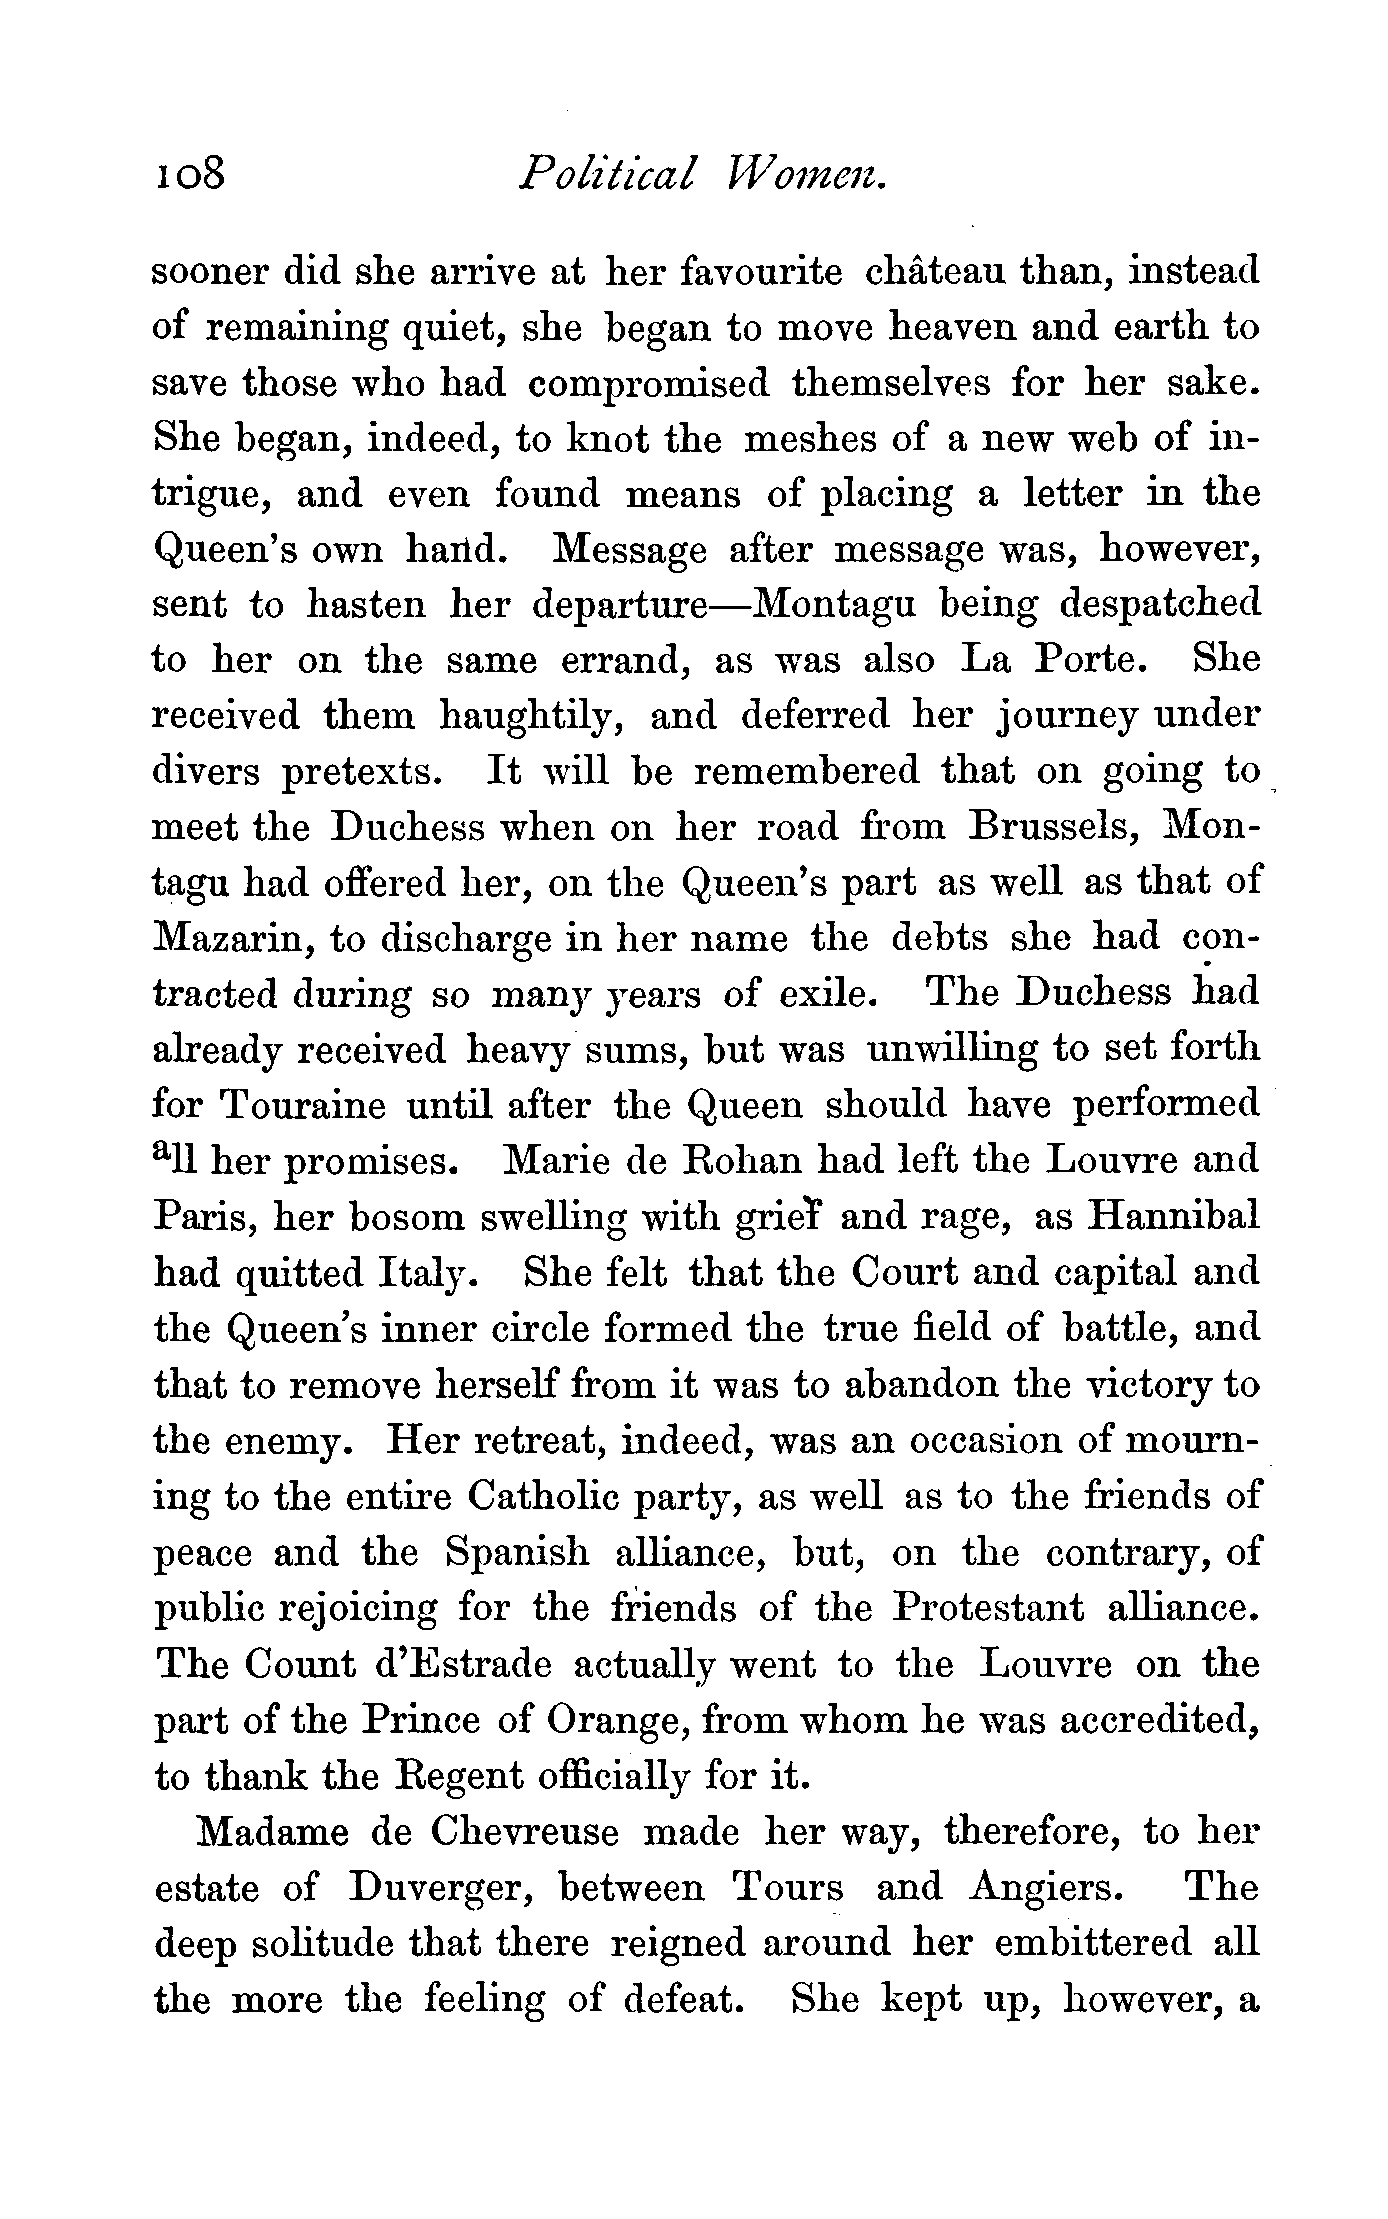 108 Political Women.
sooner did she arrive at her favourite château than, instead
of remaining quiet, she began to move heaven and earth to
save those who had compromised themselves for her sake.
She began, indeed, to knot the meshes of a new web of in-
trigue, and even found means of placing a letter in the
Queen's own hand. Message after message was, however,
sent to hasten her departure—Montagu being despatched
to her on the same errand, as was also La Porte. She
received them haughtily, and deferred her journey under
divers pretexts. It will be remembered that on going to
meet the Duchess when on her road from Brussels, Mon-
tagu had offered her, on the Queen's part as well as that of
Mazarin, to discharge in her name the debts she had con-
tracted during so many years of exile. The Duchess had
already received heavy sums, but was unwilling to set forth
for Touraine until after the Queen should have performed
all her promises. Marie de Rohan had left the Louvre and
Paris, her bosom swelling with grief and rage, as Hannibal
had quitted Italy. She felt that the Court and capital and
the Queen's inner circle formed the true field of battle, and
that to remove herself from it was to abandon the victory to
the enemy. Her retreat, indeed, was an occasion of mourn-
ing to the entire Catholic party, as well as to the friends of
peace and the Spanish alliance, but, on the contrary, of
public rejoicing for the friends of the Protestant alliance.
The Count d'Estrade actually went to the Louvre on the
part of the Prince of Orange, from whom he was accredited,
to thank the Regent officially for it.
Madame de Chevreuse made her way, therefore, to her
estate of Duverger, between Tours and Angiers. The
deep solitude that there reigned around her embittered all
the more the feeling of defeat. She kept up, however, a